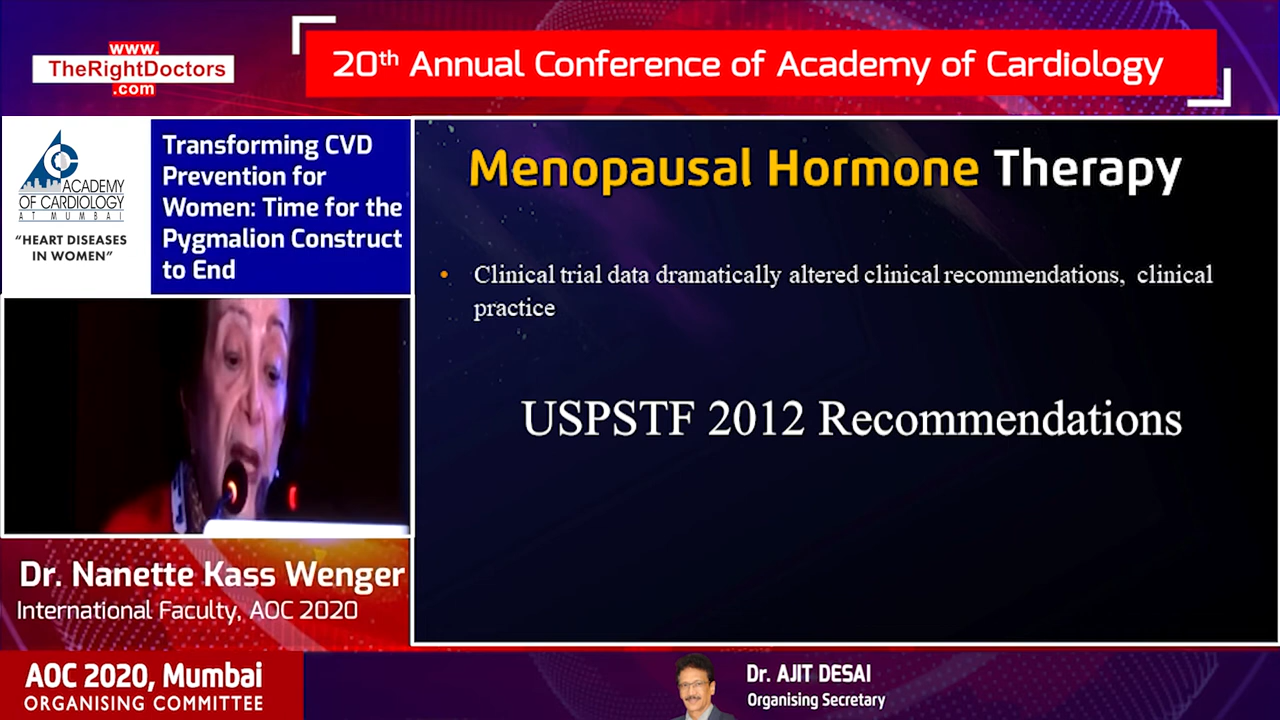 www.
TheRightDoctors
.com
20th Annual Conference of Academy of Cardiology
ACADEMY
OF CARDIOLOGY
AT MUMBAI
“HEART DISEASES
IN WOMEN”
Transforming CVD
Prevention for
Women: Time for the
Pygmalion Construct
to End
Menopausal Hormone Therapy
• Clinical trial data dramatically altered clinical recommendations, clinical
practice
USPSTF 2012 Recommendations
Dr. Nanette Kass Wenger
International Faculty, AOC 2020
AOC 2020, Mumbai
ORGANISING COMMITTEE
Dr. AJIT DESAI
Organising Secretary